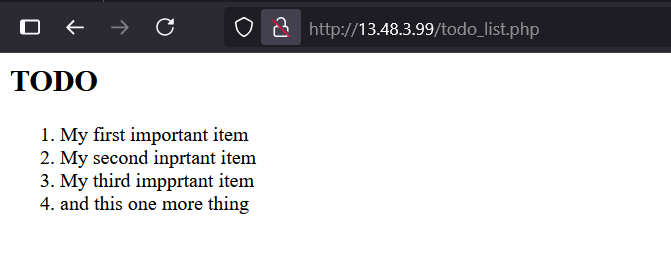 http://13.48.3.99/todo_list.php
TODO
1. My first important item
2. My second inprtant item
3. My third impprtant item
4. and this one more thing